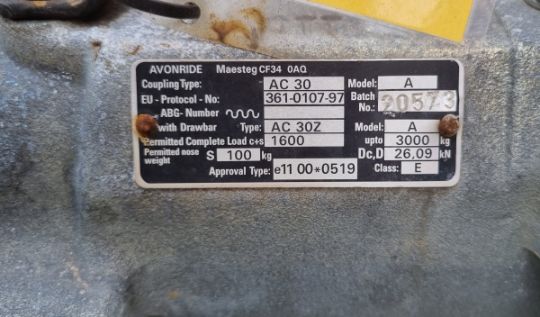 AVONRIDE Maesteg CF34 0AQ
Coupling Type: AC 30 Model: A
EU - Protocol - No: 361-0107-97 Batch No.: 20573
ABG - Number
with Drawbar Type: AC 30Z Model: A
Permitted Complete Load c+s 1600 upto 3000 kg
Permitted nose weight S 100 kg Dc,D 26,09 kN
Approval Type: e11 00*0519 Class: E